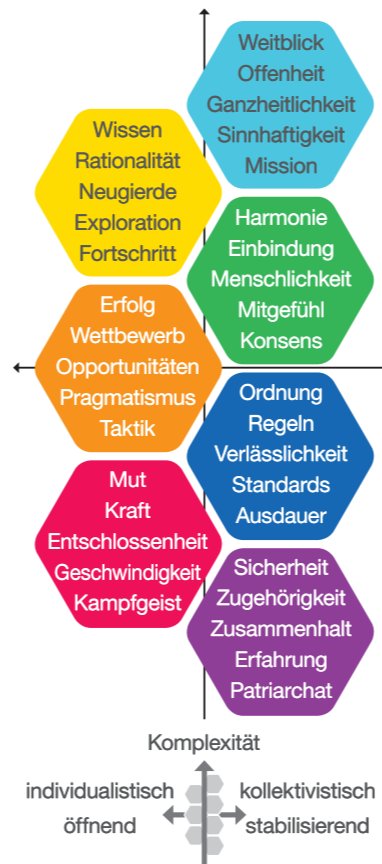 Weitblick
Offenheit
Ganzheitlichkeit
Sinnhaftigkeit
Mission
Wissen
Rationalität
Neugierde
Exploration
Fortschritt
Harmonie
Einbindung
Menschlichkeit
Mitgefühl
Konsens
Erfolg
Wettbewerb
Opportunitäten
Pragmatismus
Taktik
Ordnung
Regeln
Verlässlichkeit
Standards
Ausdauer
Mut
Kraft
Entschlossenheit
Geschwindigkeit
Kampfgeist
Sicherheit
Zugehörigkeit
Zusammenhalt
Erfahrung
Patriarchat
Komplexität
individualistisch
öffnend
kollektivistisch
stabilisierend